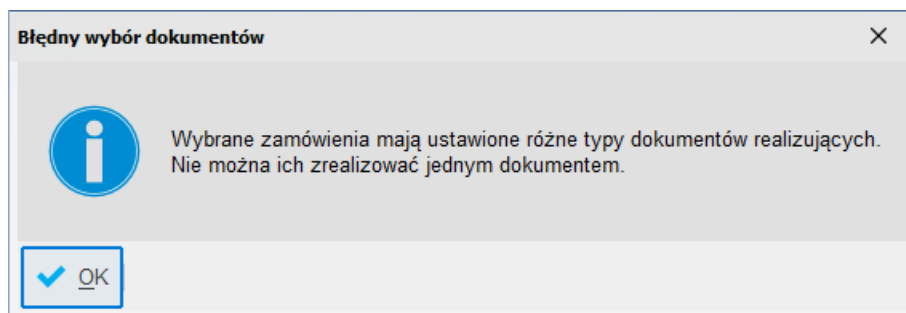 Błędny wybór dokumentów
Wybrane zamówienia mają ustawione różne typy dokumentów realizujących.
Nie można ich zrealizować jednym dokumentem.
OK